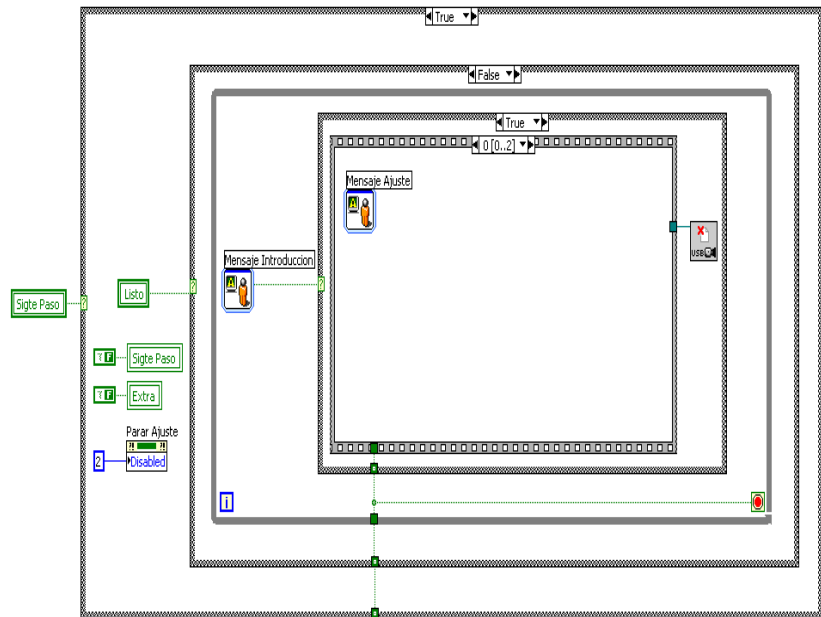 True
False
True
0 [0..2]
Mensaje Ajuste
Mensaje Introduccion
USB
Listo
Sigte Paso
? F
Sigte Paso
? F
Extra
Parar Ajuste
2
Disabled
i